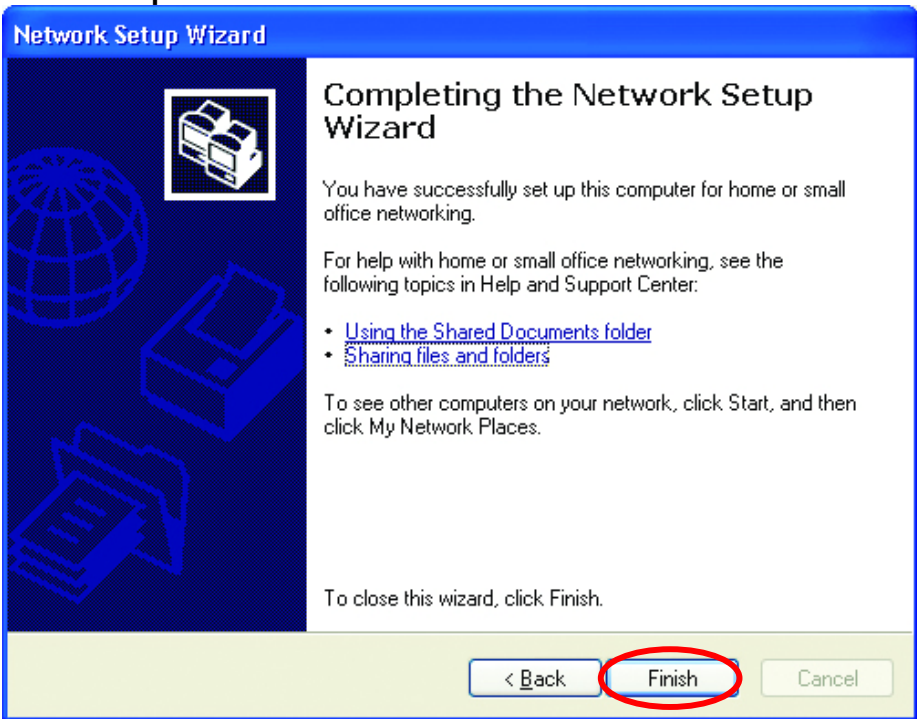 Network Setup Wizard
Completing the Network Setup
Wizard
You have successfully set up this computer for home or small
office networking.
For help with home or small office networking, see the
following topics in Help and Support Center:
• Using the Shared Documents folder
• Sharing files and folders
To see other computers on your network, click Start, and then
click My Network Places.
To close this wizard, click Finish.
< Back Finish Cancel